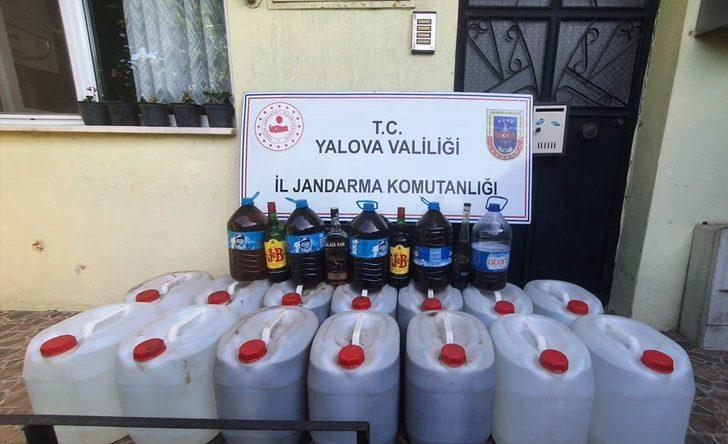 T.C.
YALOVA VALİLİĞİ
İL JANDARMA KOMUTANLIĞI
J&B
BLACK RAM
J&B
abant